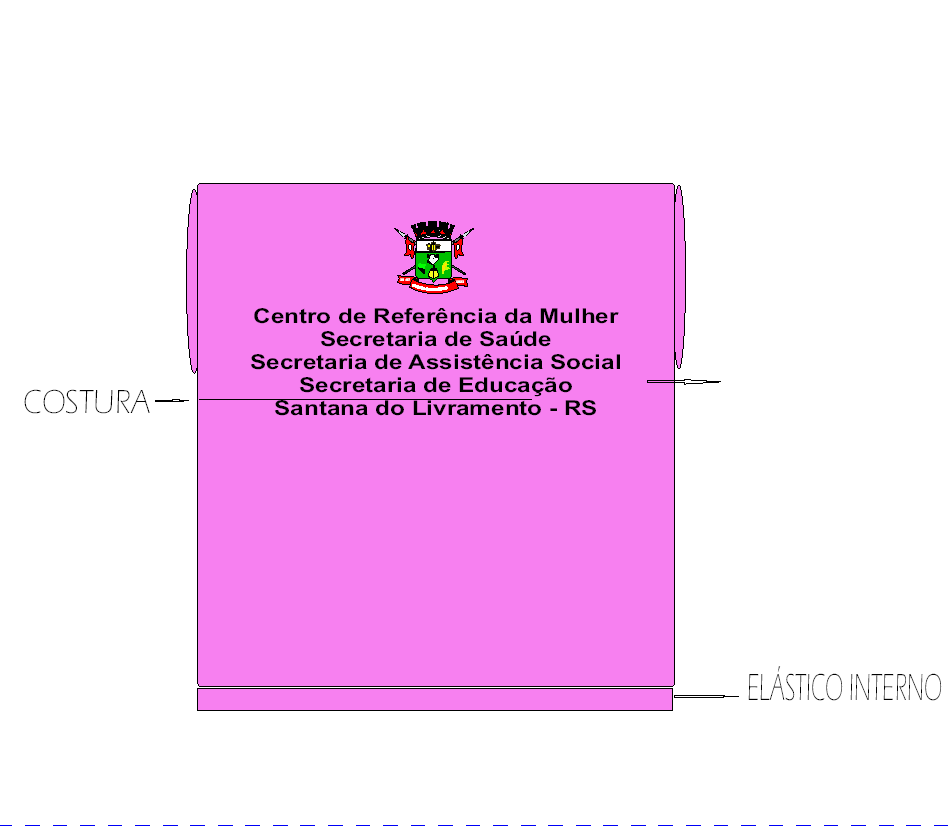 Centro de Referência da Mulher
Secretaria de Saúde
Secretaria de Assistência Social
Secretaria de Educação
COSTURA
Santana do Livramento - RS
ELÁSTICO INTERNO